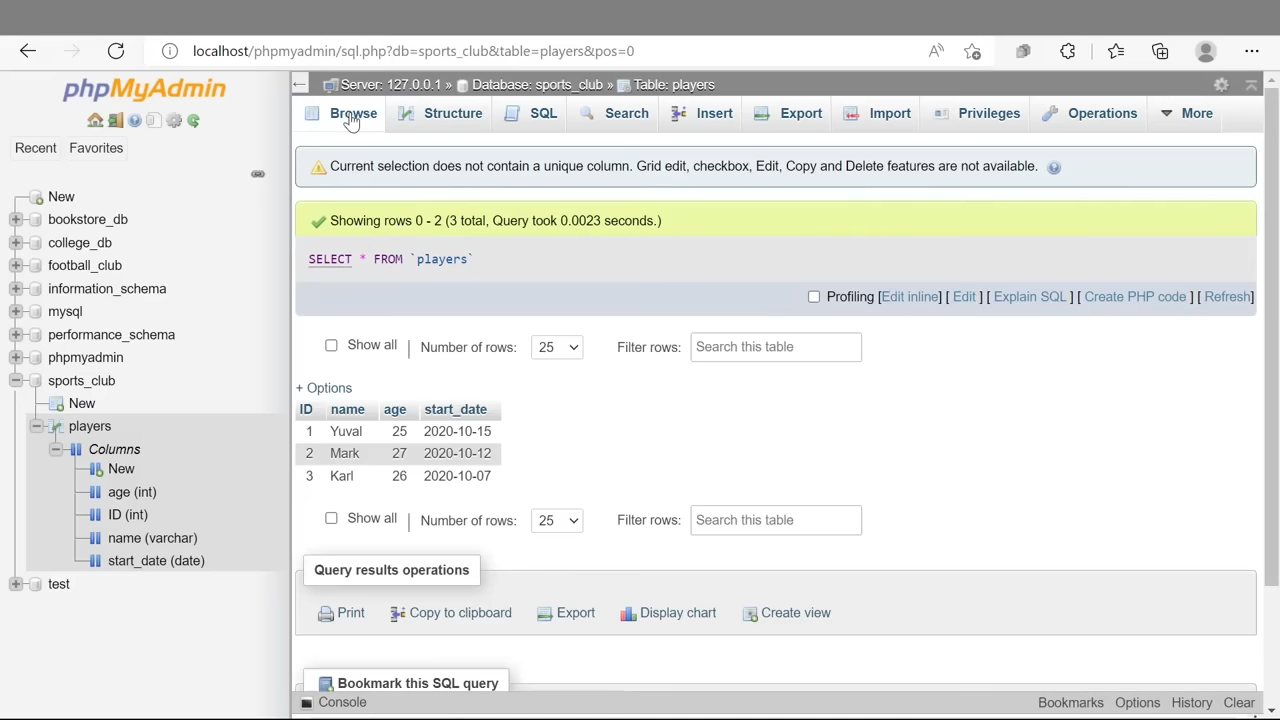 localhost/phpmyadmin/sql.php?db=sports_club&table=players&pos=0
phpMyAdmin
Recent Favorites
New
bookstore_db
college_db
football_club
information_schema
mysql
performance_schema
phpmyadmin
sports_club
New
players
Columns
New
age (int)
ID (int)
name (varchar)
start_date (date)
test
Server: 127.0.0.1 » Database: sports_club » Table: players
Browse Structure SQL Search Insert Export Import Privileges Operations More
Current selection does not contain a unique column. Grid edit, checkbox, Edit, Copy and Delete features are not available.
Showing rows 0 - 2 (3 total, Query took 0.0023 seconds.)
SELECT * FROM `players`
Profiling [Edit inline] [ Edit ] [ Explain SQL ] [ Create PHP code ] [ Refresh]
Show all | Number of rows: 25 Filter rows: Search this table
+ Options
ID name age start_date
1 Yuval 25 2020-10-15
2 Mark 27 2020-10-12
3 Karl 26 2020-10-07
Show all | Number of rows: 25 Filter rows: Search this table
Query results operations
Print Copy to clipboard Export Display chart Create view
Bookmark this SQL query
Console Bookmarks Options History Clear